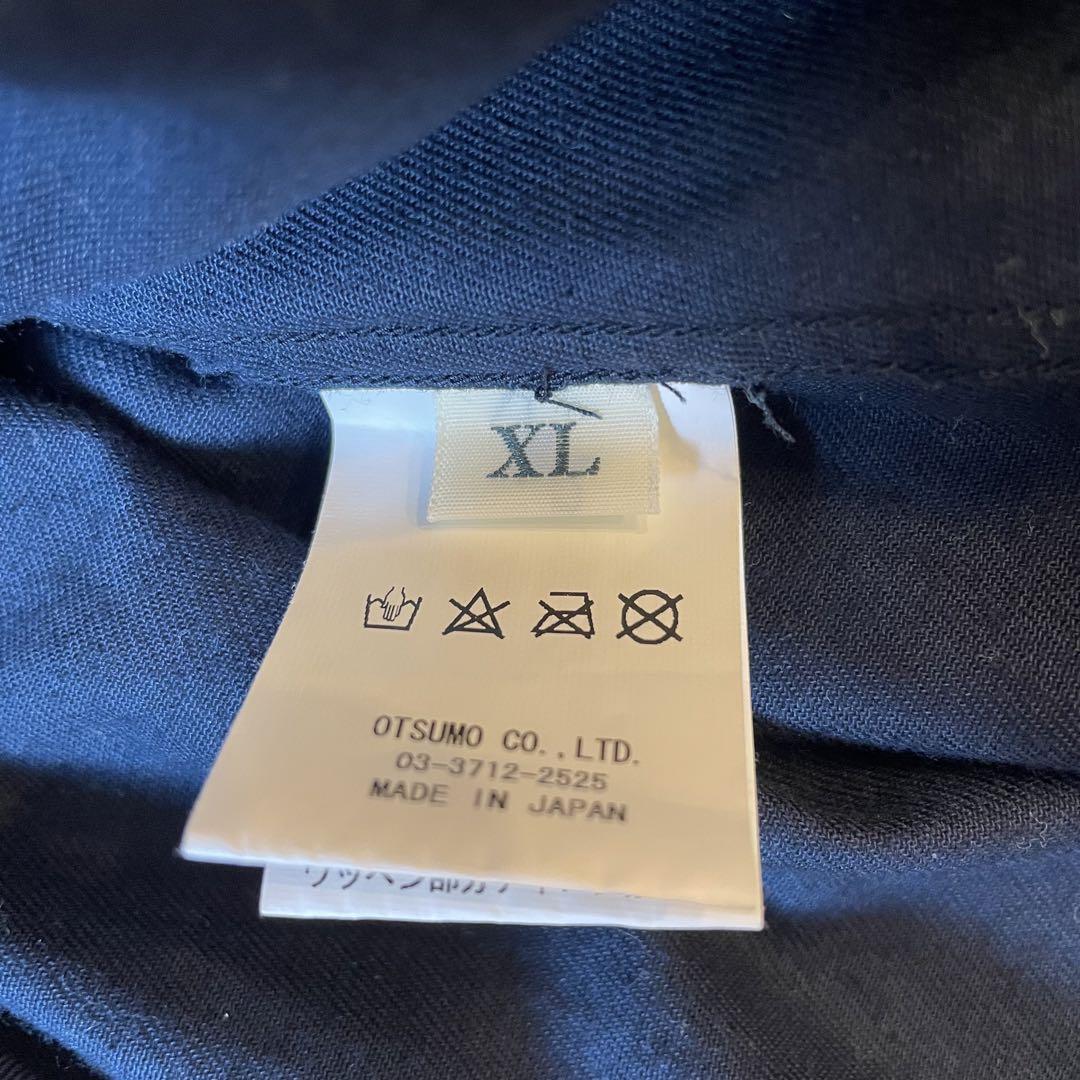 XL
OTSUMO CO.,LTD.
03-3712-2525
MADE IN JAPAN